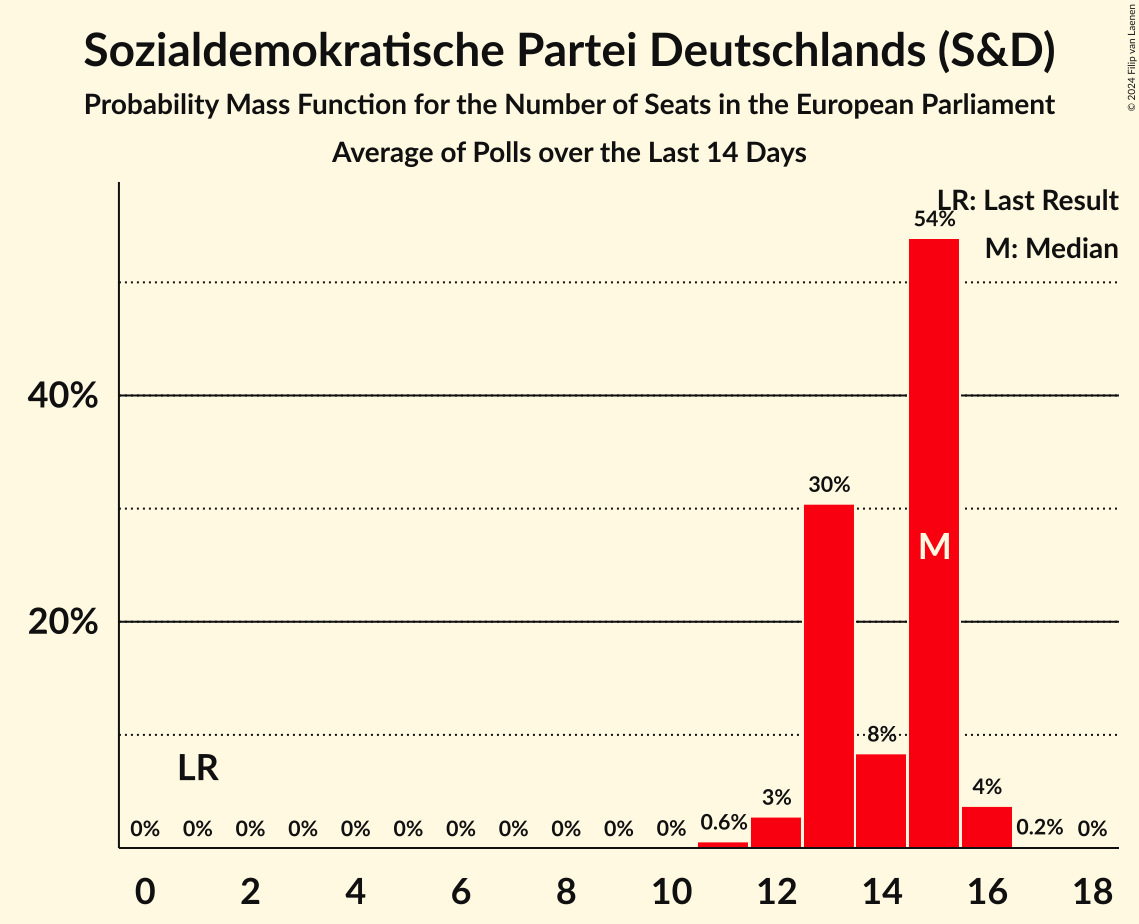 Sozialdemokratische Partei Deutschlands (S&D)
Probability Mass Function for the Number of Seats in the European Parliament
Average of Polls over the Last 14 Days
© 2024 Filip van Laenen
LR: Last Result
M: Median
54%
40%
30%
M
20%
8%
LR
4%
3%
0% 0% 0% 0% 0% 0% 0% 0% 0% 0% 0% 0.6% 0.2% 0%
0 2 4 6 8 10 12 14 16 18